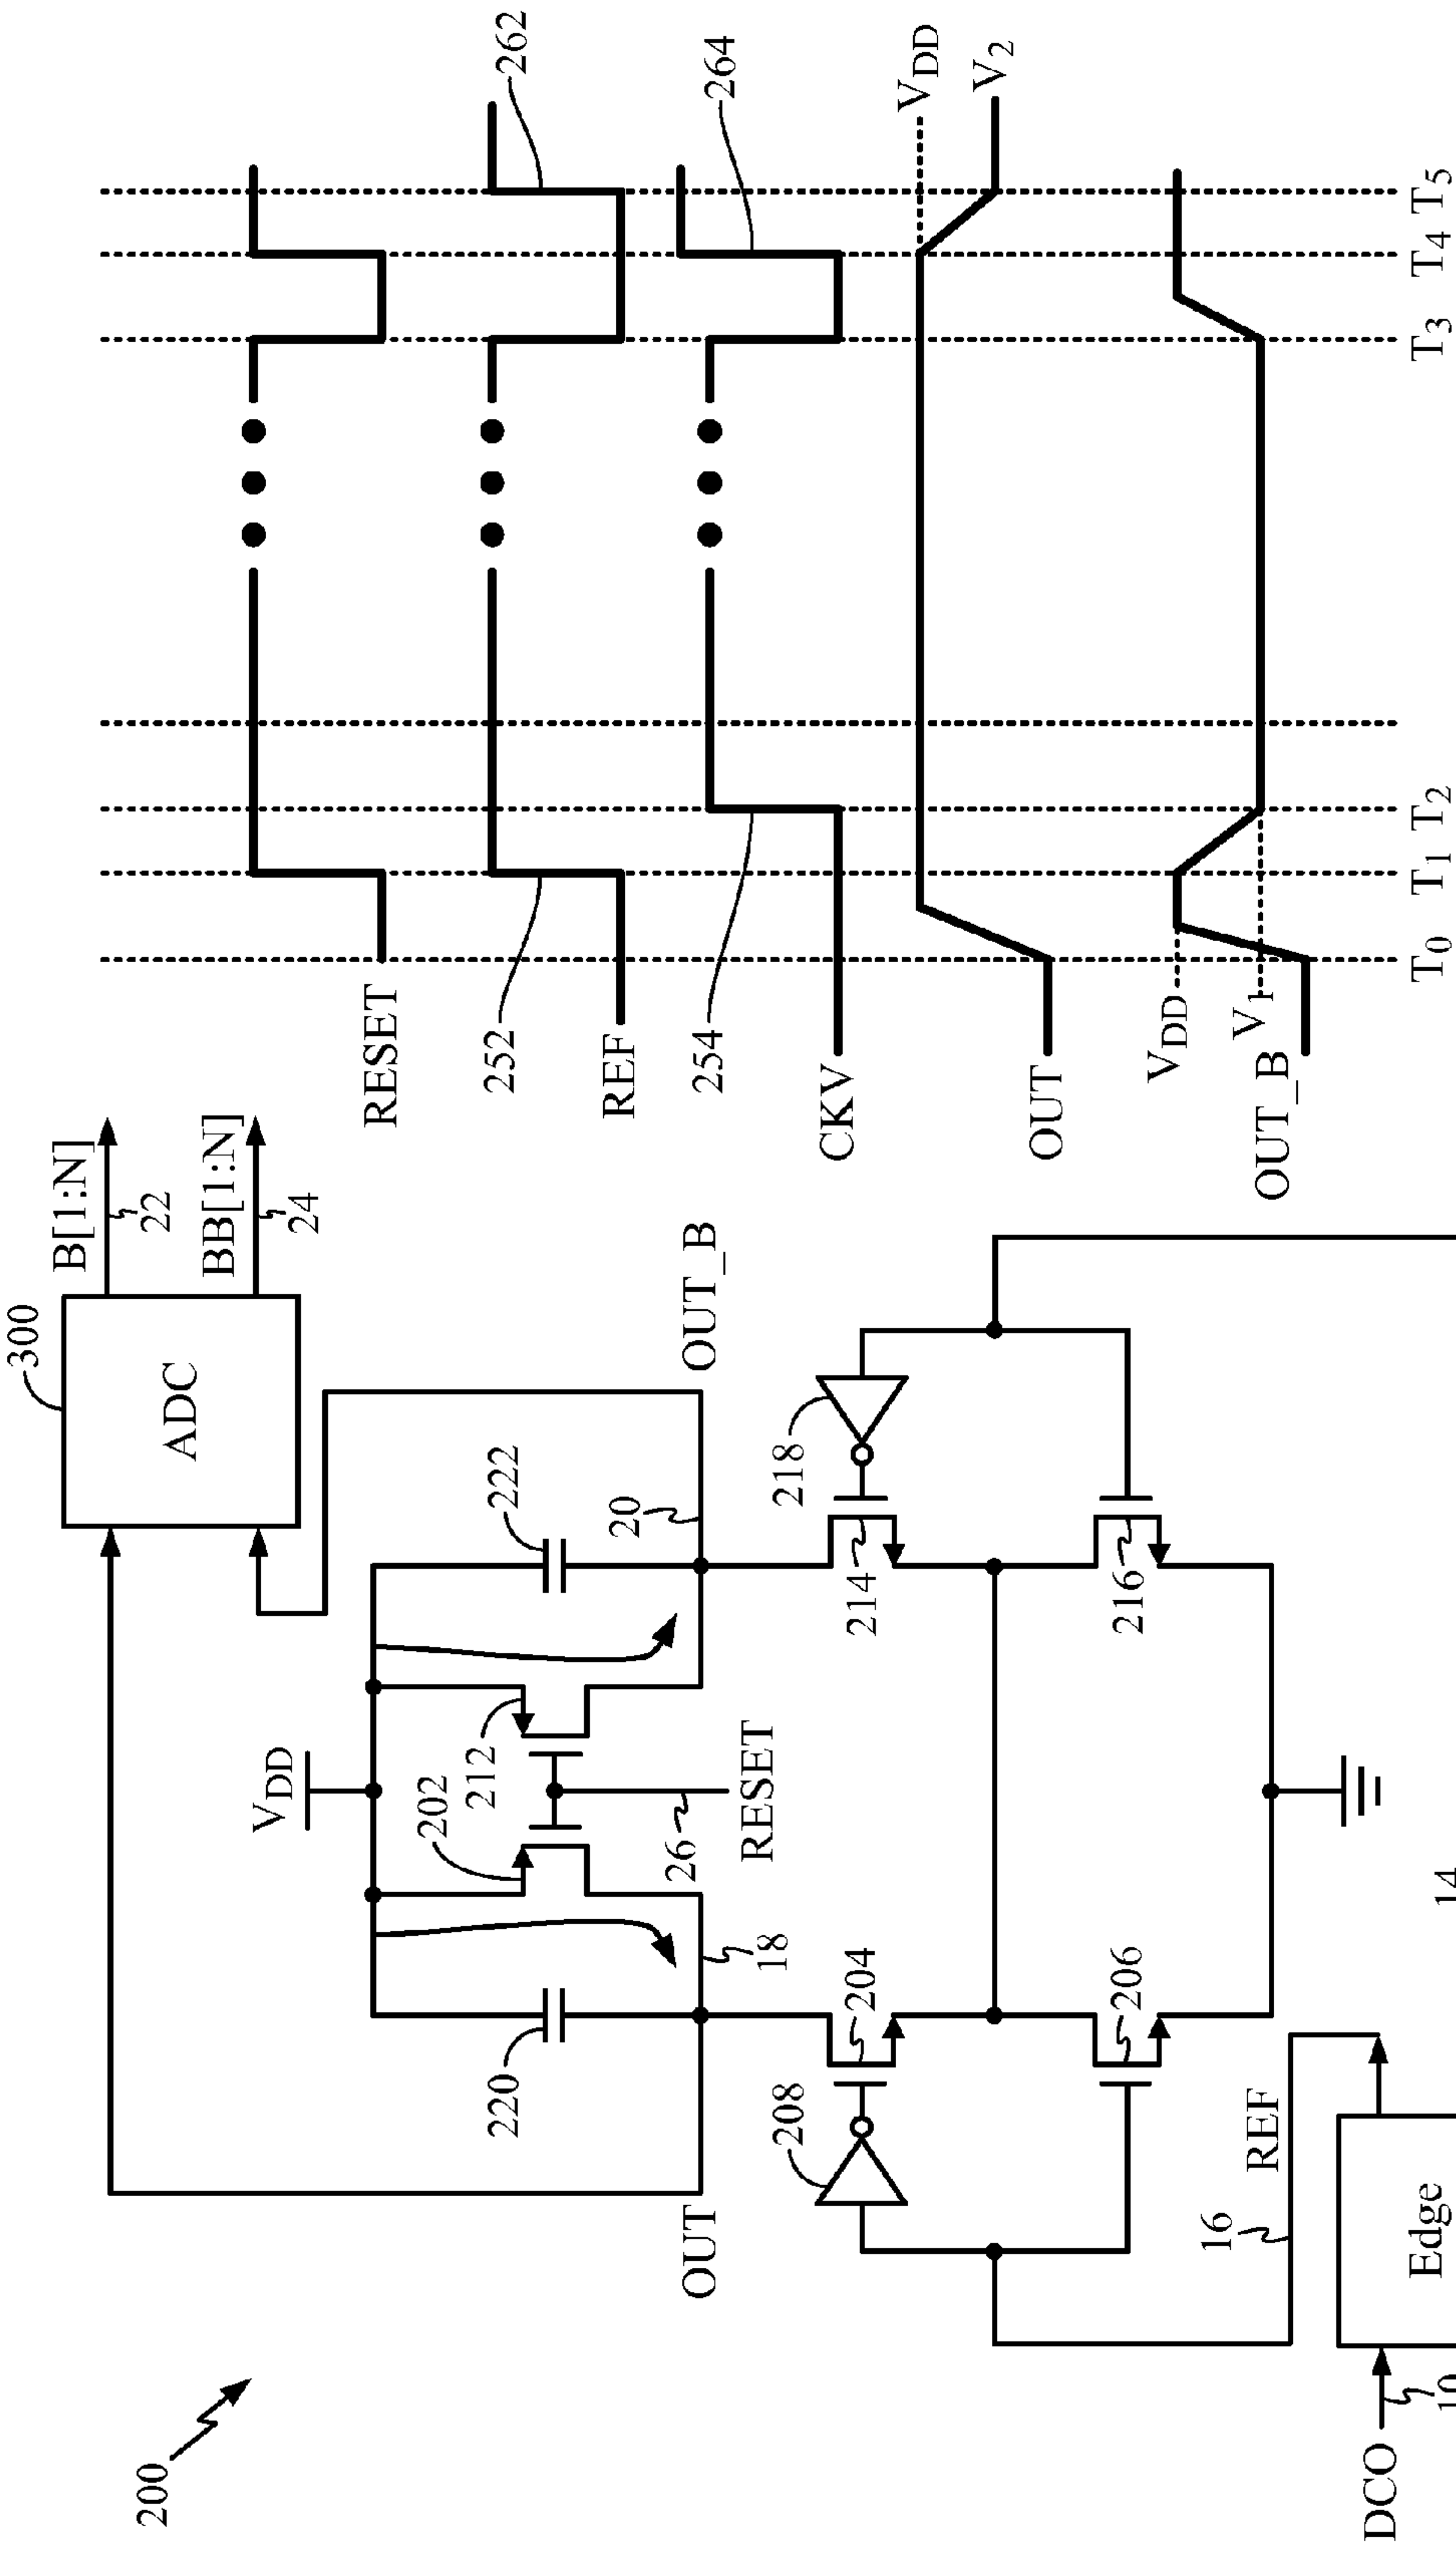 200
300
ADC
B[1:N]
22
BB[1:N]
24
VDD
220
202
212
222
26
RESET
18
20
OUT
OUT_B
208
204
214
218
206
216
16
REF
DCO
Edge
14
RESET
252
262
REF
254
264
CKV
OUT
VDD
V2
VDD
V1
OUT_B
T0 T1 T2 T3 T4 T5